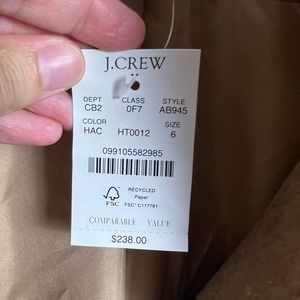 J.CREW
DEPT CLASS STYLE
CB2 0F7 AB945
COLOR SIZE
HAC HT0012 6
099105582985
FSC
RECYCLED
Paper
FSC® C117761
COMPARABLE VALUE
$238.00